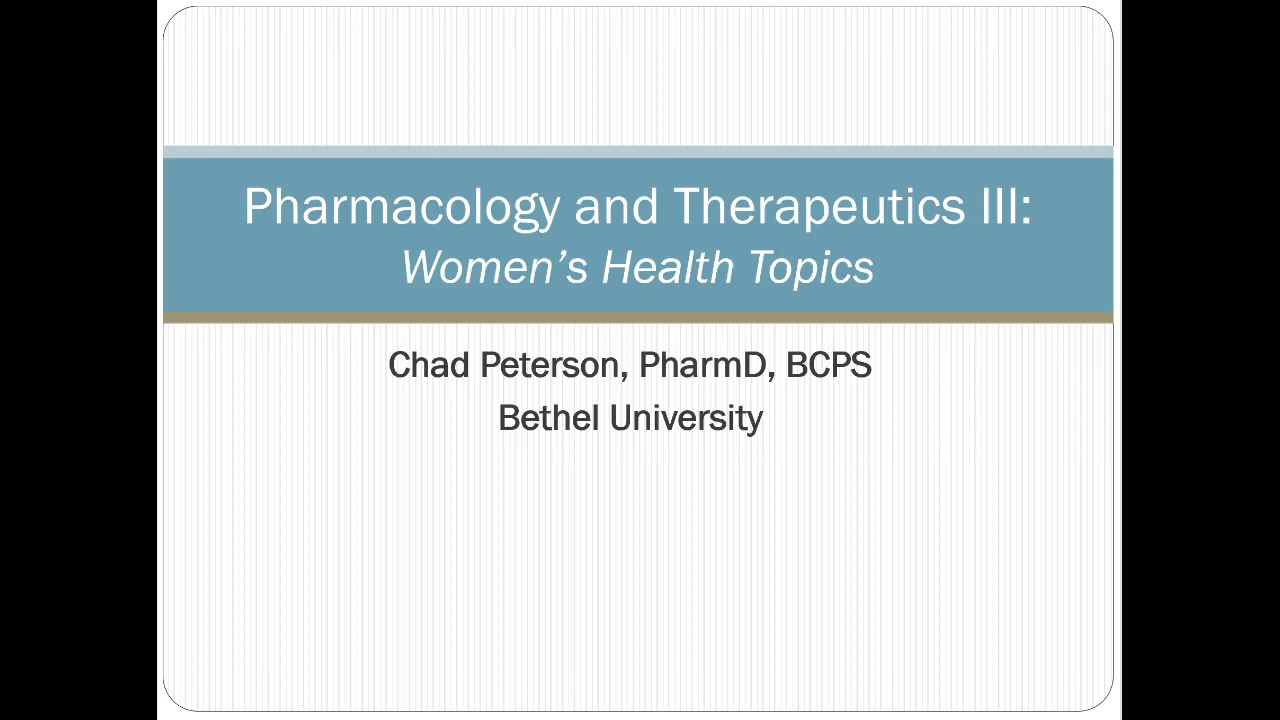 Pharmacology and Therapeutics III:
Women’s Health Topics
Chad Peterson, PharmD, BCPS
Bethel University